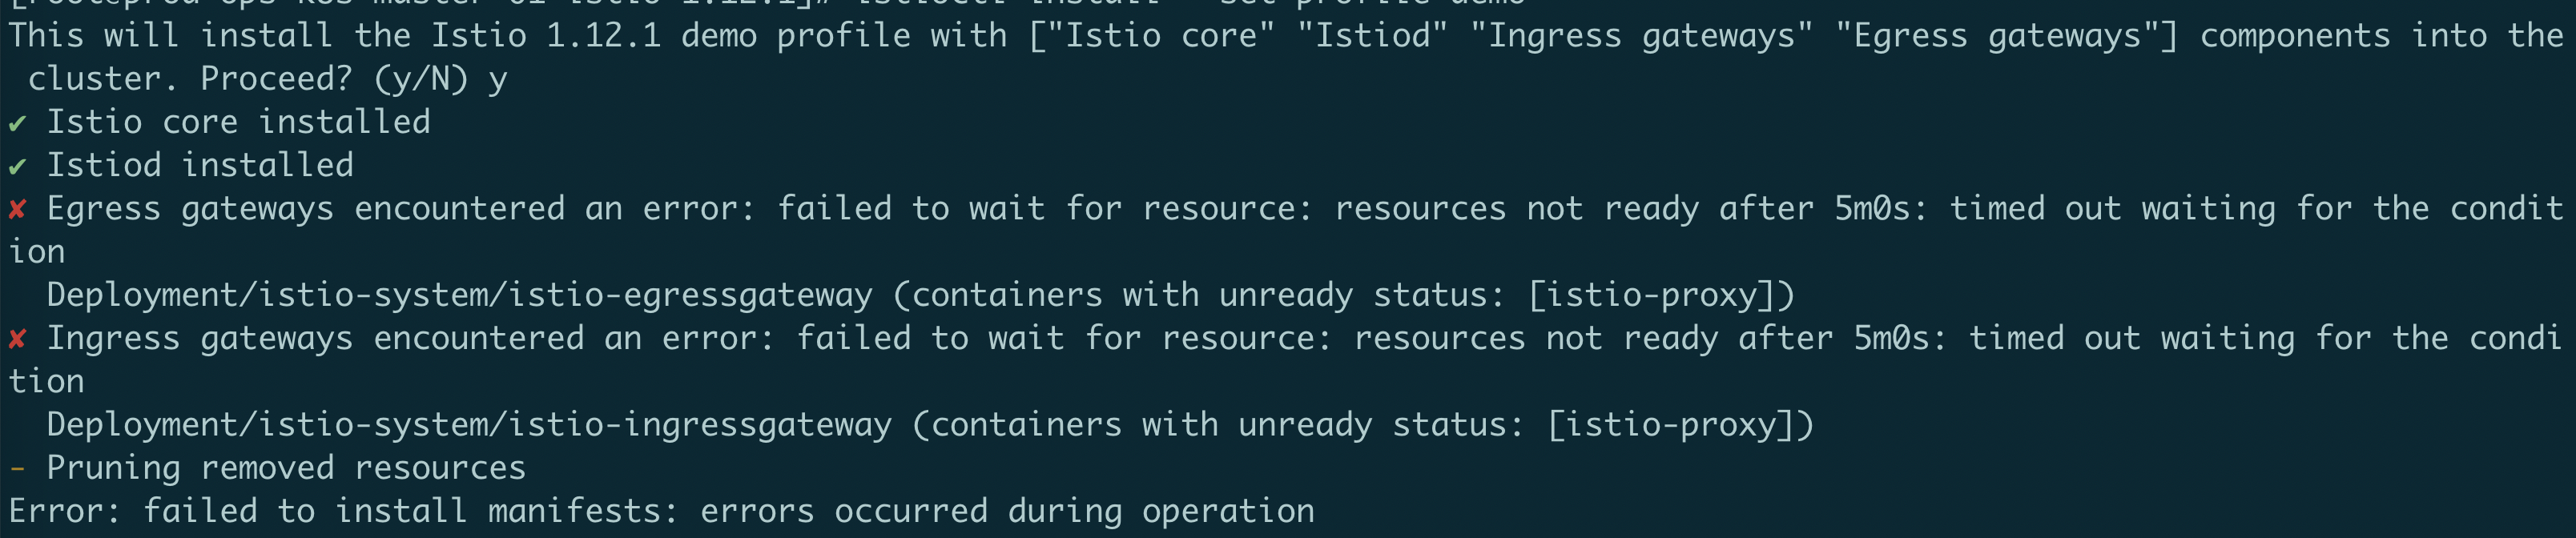 This will install the Istio 1.12.1 demo profile with ["Istio core" "Istiod" "Ingress gateways" "Egress gateways"] components into the
cluster. Proceed? (y/N) y
✔ Istio core installed
✔ Istiod installed
✘ Egress gateways encountered an error: failed to wait for resource: resources not ready after 5m0s: timed out waiting for the condit
ion
Deployment/istio-system/istio-egressgateway (containers with unready status: [istio-proxy])
✘ Ingress gateways encountered an error: failed to wait for resource: resources not ready after 5m0s: timed out waiting for the condi
tion
Deployment/istio-system/istio-ingressgateway (containers with unready status: [istio-proxy])
- Pruning removed resources
Error: failed to install manifests: errors occurred during operation